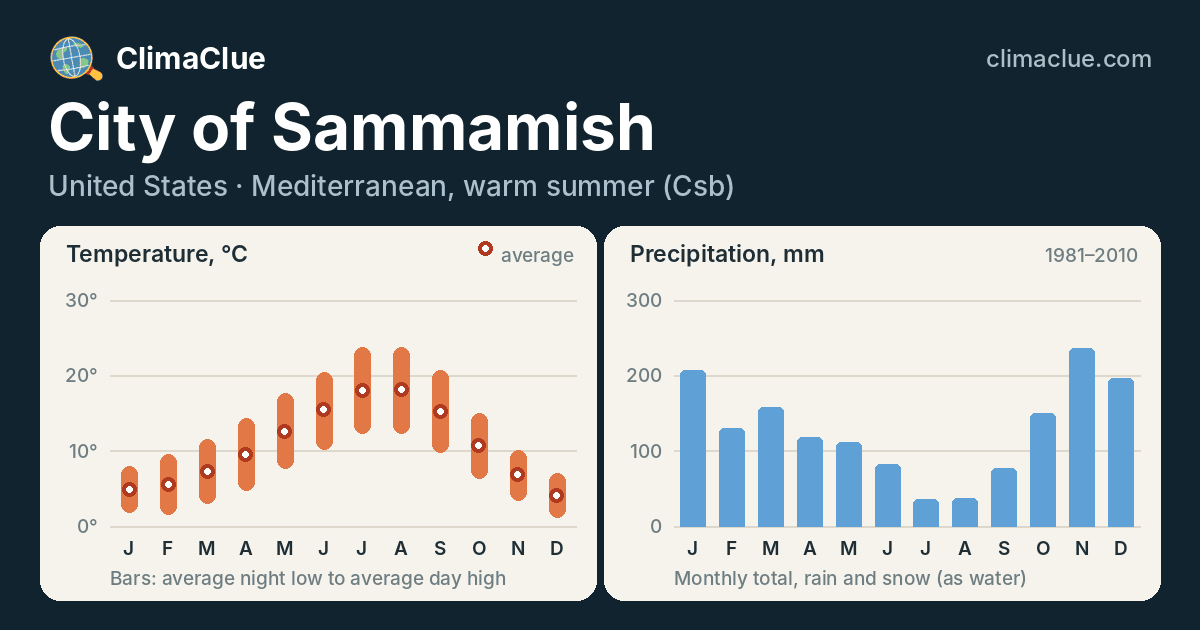 ClimaClue
climaclue.com
City of Sammamish
United States · Mediterranean, warm summer (Csb)
Temperature, °C
average
30°
20°
10°
0°
J F M A M J J A S O N D
Bars: average night low to average day high
Precipitation, mm
1981–2010
300
200
100
0
J F M A M J J A S O N D
Monthly total, rain and snow (as water)